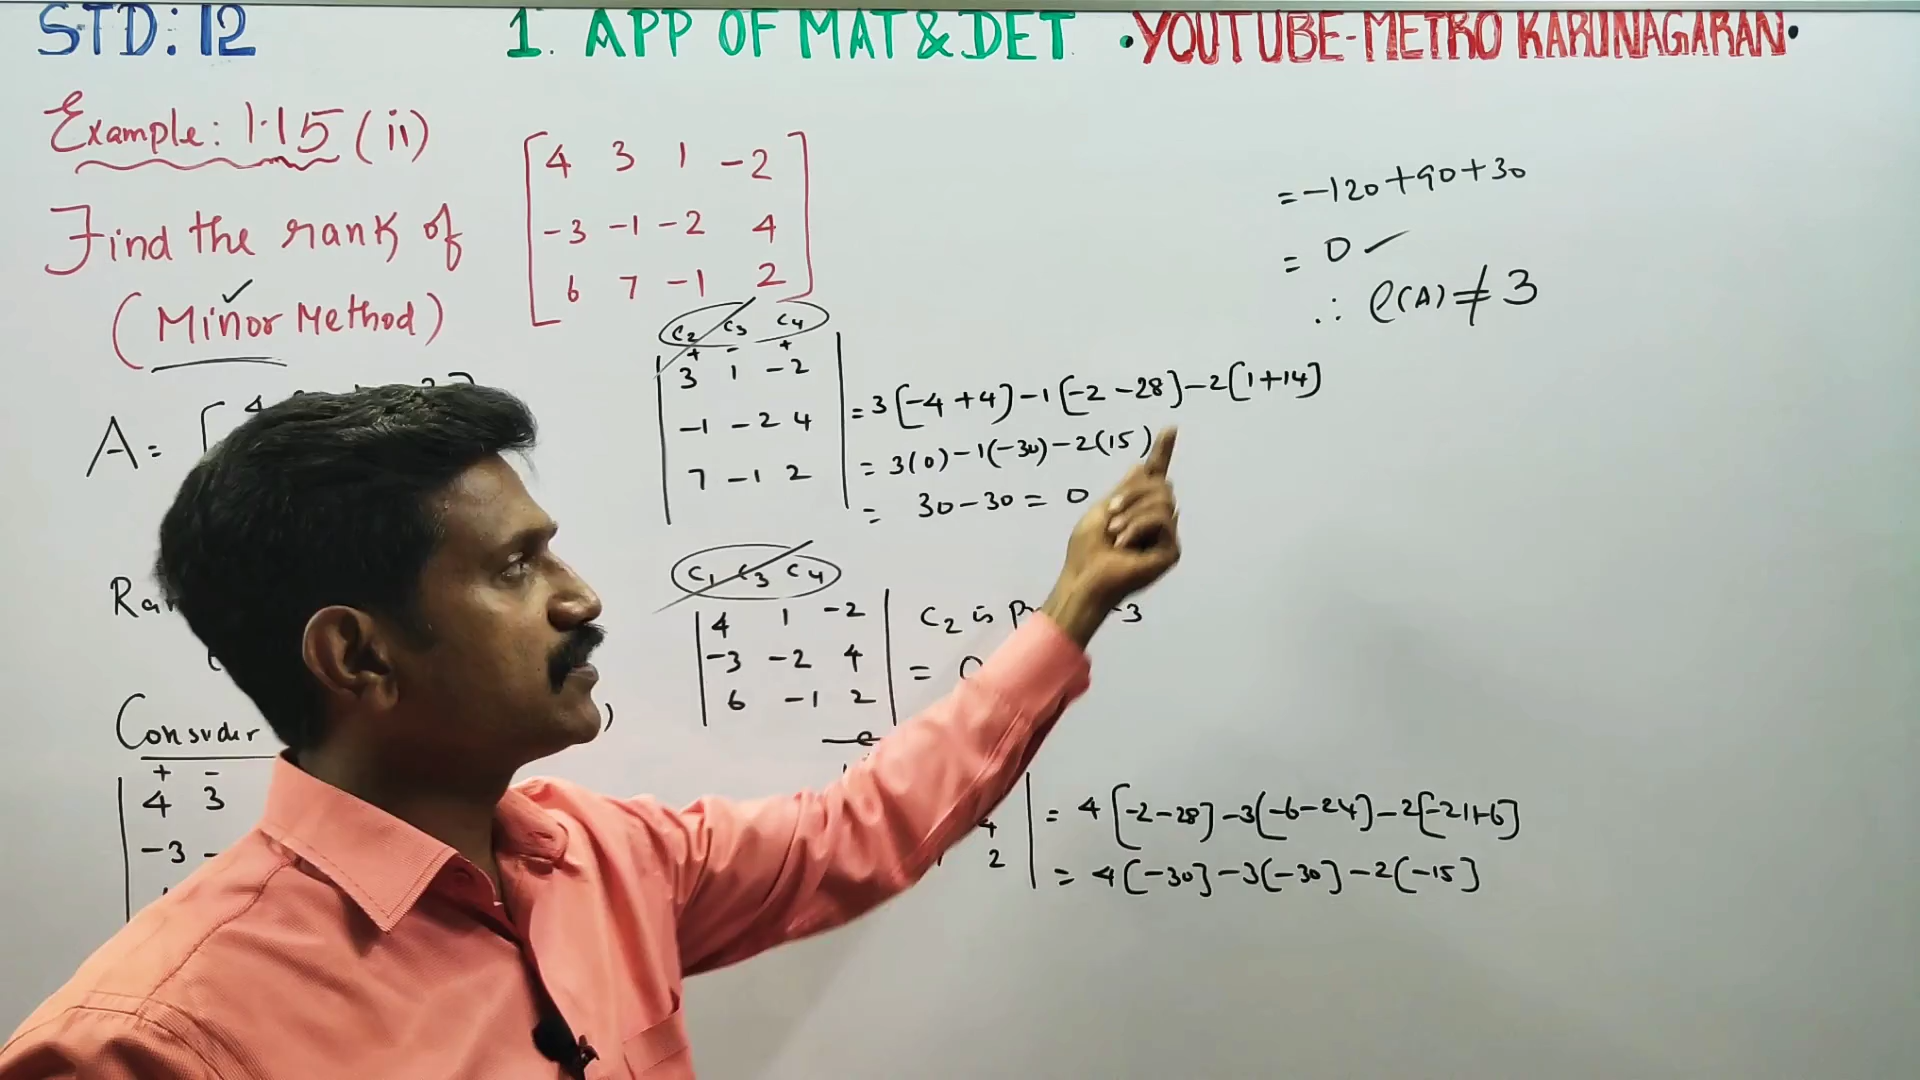 STD: 12 1. APP OF MAT & DET •YOUTUBE-METRO KARUNAGARAN•
Example: 1.15 (ii)
Find the rank of
(Minor Method)
4 3 1 -2
-3 -1 -2 4
6 7 -1 2
A =
Consider
+ -
4 3
-3
C2 C3 C4
+ - +
3 1 -2
-1 -2 4
7 -1 2
= 3[-4+4]-1[-2-28]-2[1+14]
= 3(0)-1(-30)-2(15)
= 30-30 = 0
C1 C3 C4
4 1 -2
-3 -2 4
6 -1 2
C2 is
= 0
4
2
= 4[-2-28]-3[-6-24]-2[-21+6]
= 4[-30]-3[-30]-2[-15]
= -120+90+30
= 0 ✓
∴ ρ(A) ≠ 3